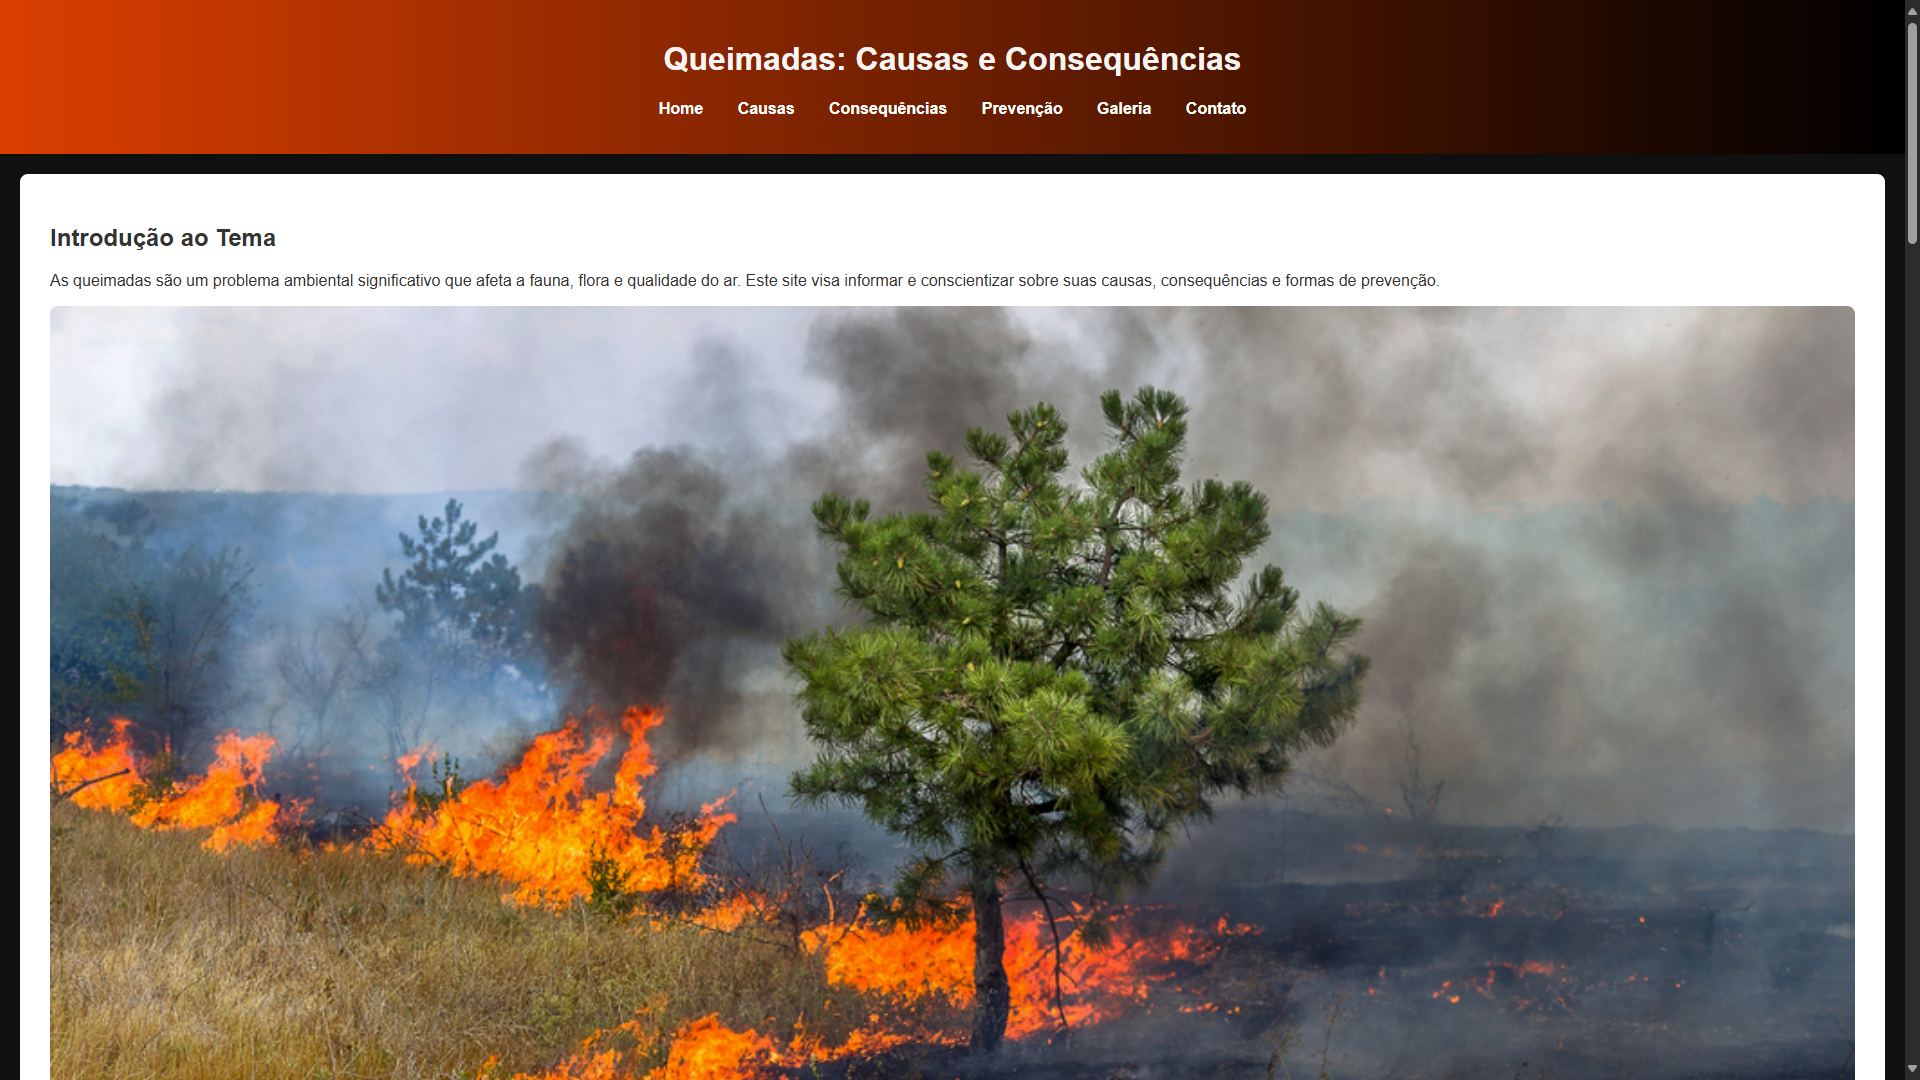 Queimadas: Causas e Consequências
Home Causas Consequências Prevenção Galeria Contato
Introdução ao Tema
As queimadas são um problema ambiental significativo que afeta a fauna, flora e qualidade do ar. Este site visa informar e conscientizar sobre suas causas, consequências e formas de prevenção.